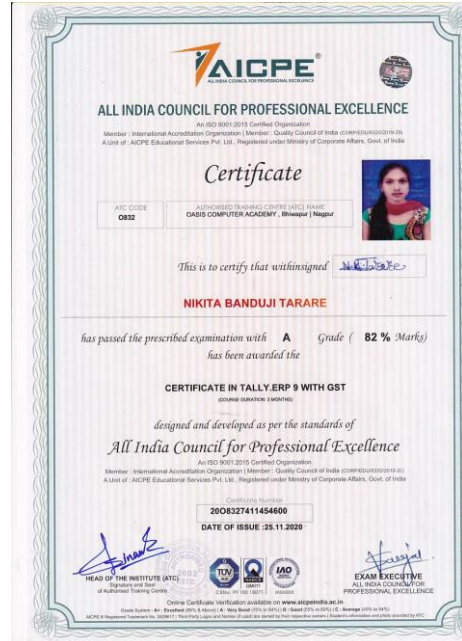 AICPE®
ALL INDIA COUNCIL FOR PROFESSIONAL EXCELLENCE
ALL INDIA COUNCIL FOR PROFESSIONAL EXCELLENCE
An ISO 9001:2015 Certified Organization
Member : International Accreditation Organization | Member : Quality Council of India
A Unit of : AICPE Educational Services Pvt. Ltd., Registered under Ministry of Corporate Affairs, Govt. of India
Certificate
ATC CODE
O832
AUTHORISED TRAINING CENTRE (ATC) NAME
OASIS COMPUTER ACADEMY , Bhiwapur | Nagpur
This is to certify that withinsigned
NIKITA BANDUJI TARARE
has passed the prescribed examination with A Grade ( 82 % Marks)
has been awarded the
CERTIFICATE IN TALLY.ERP 9 WITH GST
(COURSE DURATION 3 MONTHS)
designed and developed as per the standards of
All India Council for Professional Excellence
An ISO 9001:2015 Certified Organization
Member : International Accreditation Organization | Member : Quality Council of India
A Unit of : AICPE Educational Services Pvt. Ltd., Registered under Ministry of Corporate Affairs, Govt. of India
Certificate Number
20O8327411454600
DATE OF ISSUE :25.11.2020
HEAD OF THE INSTITUTE (ATC)
Signature and Seal
of Authorised Training Centre
TUV
IAO
EXAM EXECUTIVE
ALL INDIA COUNCIL FOR
PROFESSIONAL EXCELLENCE
Online Certificate Verification available on www.aicpeindia.ac.in